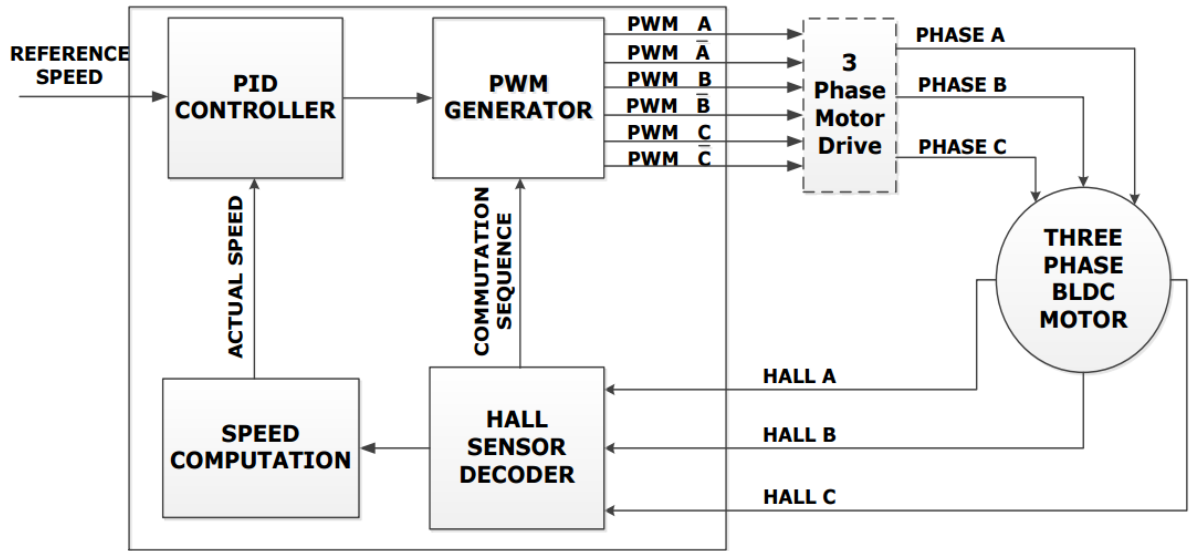 REFERENCE
SPEED
PID
CONTROLLER
PWM
GENERATOR
PWM A
PWM A̅
PWM B
PWM B̅
PWM C
PWM C̅
3
Phase
Motor
Drive
PHASE A
PHASE B
PHASE C
THREE
PHASE
BLDC
MOTOR
ACTUAL SPEED
COMMUTATION
SEQUENCE
SPEED
COMPUTATION
HALL
SENSOR
DECODER
HALL A
HALL B
HALL C